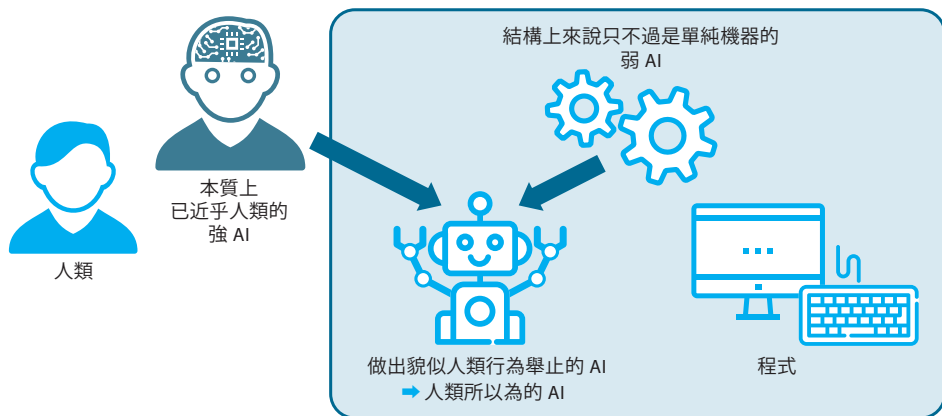 結構上來說只不過是單純機器的
弱 AI
本質上
已近乎人類的
強 AI
人類
做出貌似人類行為舉止的 AI
➡ 人類所以為的 AI
程式